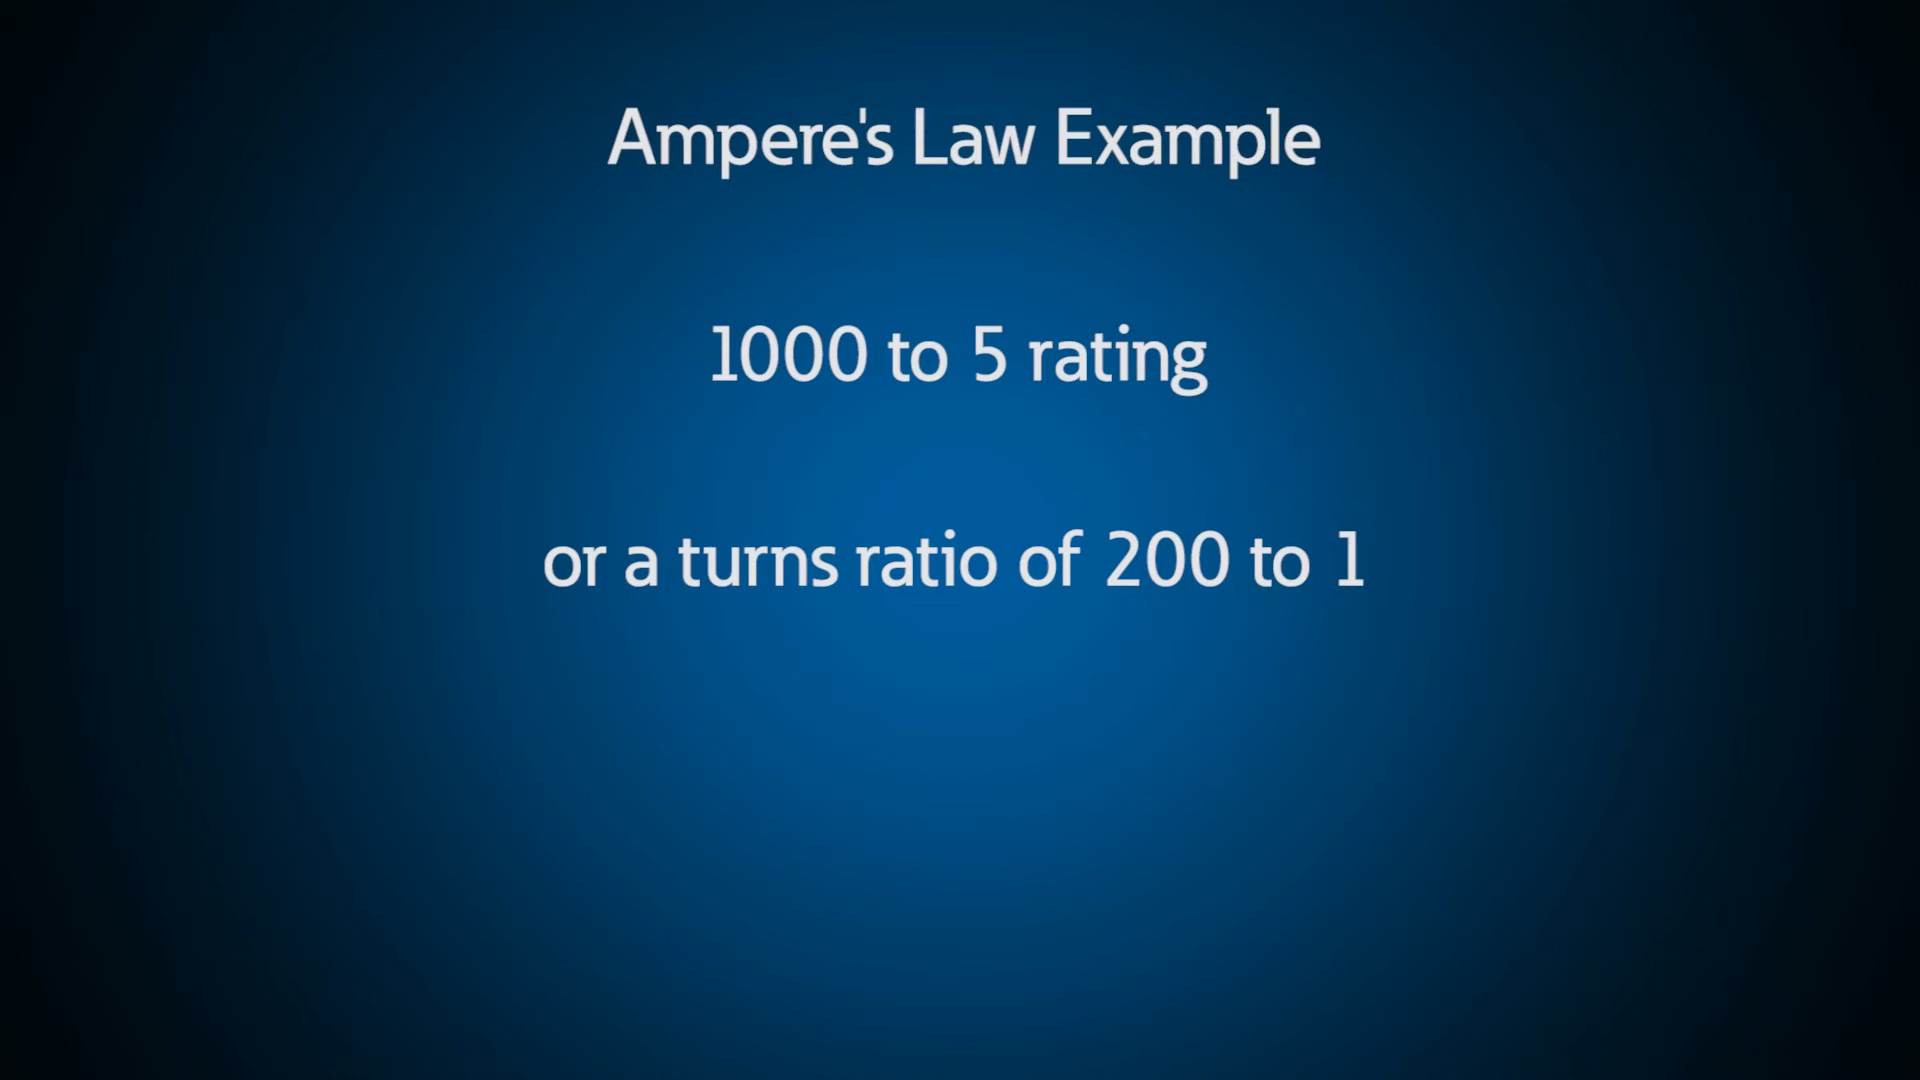 Ampere's Law Example
1000 to 5 rating
or a turns ratio of 200 to 1